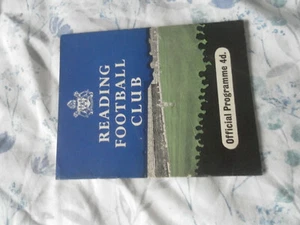 READING
FOOTBALL
CLUB
Official Programme 4d.